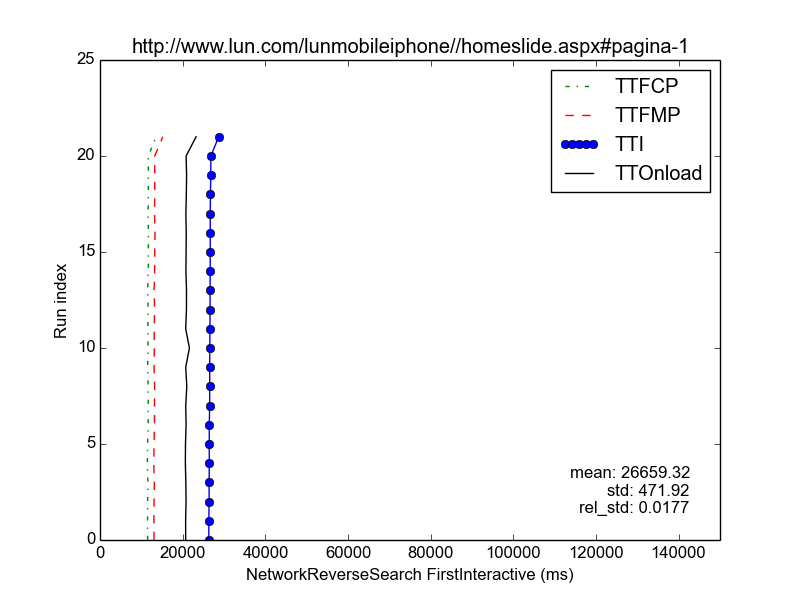 http://www.lun.com/lunmobileiphone//homeslide.aspx#pagina-1
25
20
15
10
5
0
Run index
TTFCP
TTFMP
TTI
TTOnload
mean: 26659.32
std: 471.92
rel_std: 0.0177
0 20000 40000 60000 80000 100000 120000 140000
NetworkReverseSearch FirstInteractive (ms)